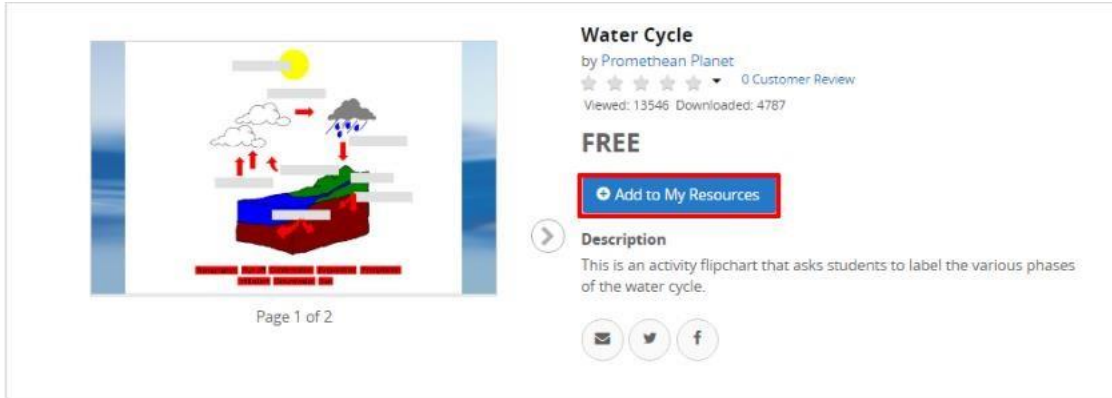 Water Cycle
by Promethean Planet
0 Customer Review
Viewed: 13546 Downloaded: 4787
FREE
Add to My Resources
Description
This is an activity flipchart that asks students to label the various phases
of the water cycle.
Page 1 of 2